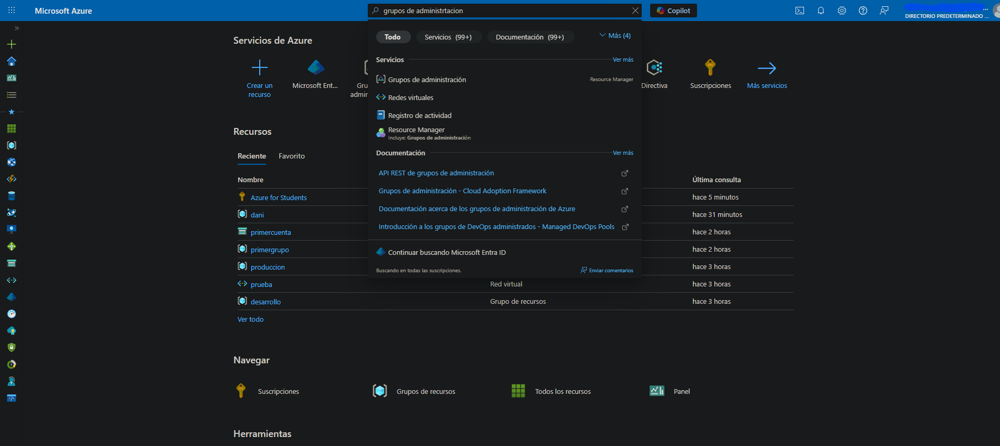 Microsoft Azure
grupos de administrtacion
Copilot
...
DIRECTORIO PREDETERMINADO ...
Todo
Servicios (99+)
Documentación (99+)
Más (4)
Servicios
Ver más
Grupos de administración
Resource Manager
Redes virtuales
Registro de actividad
Resource Manager
Incluye: Grupos de administración
Documentación
Ver más
API REST de grupos de administración
Grupos de administración - Cloud Adoption Framework
Documentación acerca de los grupos de administración de Azure
Introducción a los grupos de DevOps administrados - Managed DevOps Pools
Continuar buscando Microsoft Entra ID
Buscando en todas las suscripciones.
Enviar comentarios
Servicios de Azure
Crear un
recurso
Microsoft Ent...
Gru
admin
Directiva
Suscripciones
Más servicios
Recursos
Reciente
Favorito
Nombre
Última consulta
Azure for Students
hace 5 minutos
dani
hace 31 minutos
primercuenta
hace 2 horas
primergrupo
hace 2 horas
produccion
hace 3 horas
prueba
Red virtual
hace 3 horas
desarrollo
Grupo de recursos
hace 3 horas
Ver todo
Navegar
Suscripciones
Grupos de recursos
Todos los recursos
Panel
Herramientas